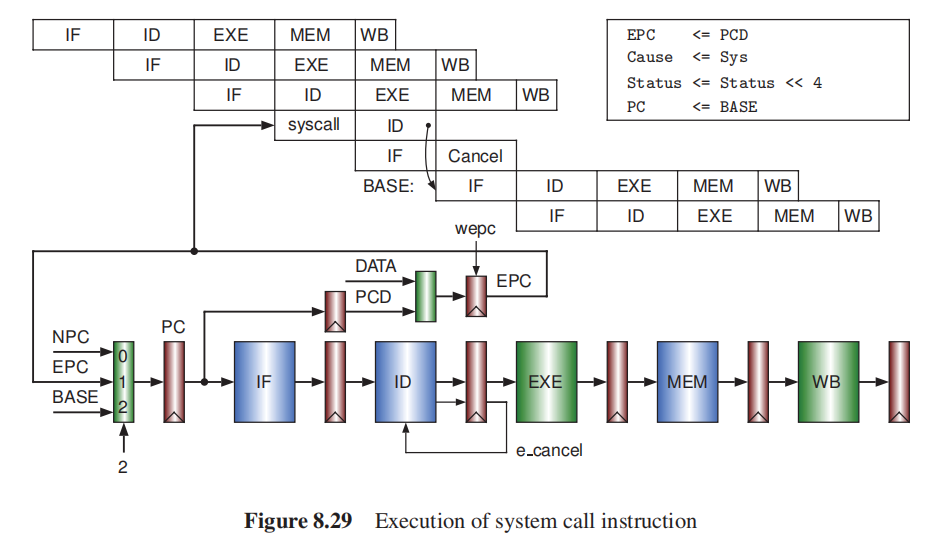 IF ID EXE MEM WB
IF ID EXE MEM WB
IF ID EXE MEM WB
syscall ID
IF Cancel
BASE: IF ID EXE MEM WB
IF ID EXE MEM WB
EPC <= PCD
Cause <= Sys
Status <= Status << 4
PC <= BASE
wepc
DATA
PCD
EPC
NPC
EPC
BASE
0
1
2
2
PC
IF ID EXE MEM WB
e_cancel
Figure 8.29 Execution of system call instruction